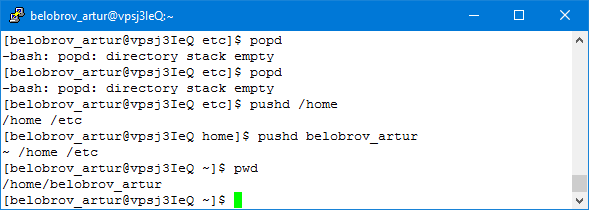 belobrov_artur@vpsj3IeQ:~
[belobrov_artur@vpsj3IeQ etc]$ popd
-bash: popd: directory stack empty
[belobrov_artur@vpsj3IeQ etc]$ popd
-bash: popd: directory stack empty
[belobrov_artur@vpsj3IeQ etc]$ pushd /home
/home /etc
[belobrov_artur@vpsj3IeQ home]$ pushd belobrov_artur
~ /home /etc
[belobrov_artur@vpsj3IeQ ~]$ pwd
/home/belobrov_artur
[belobrov_artur@vpsj3IeQ ~]$